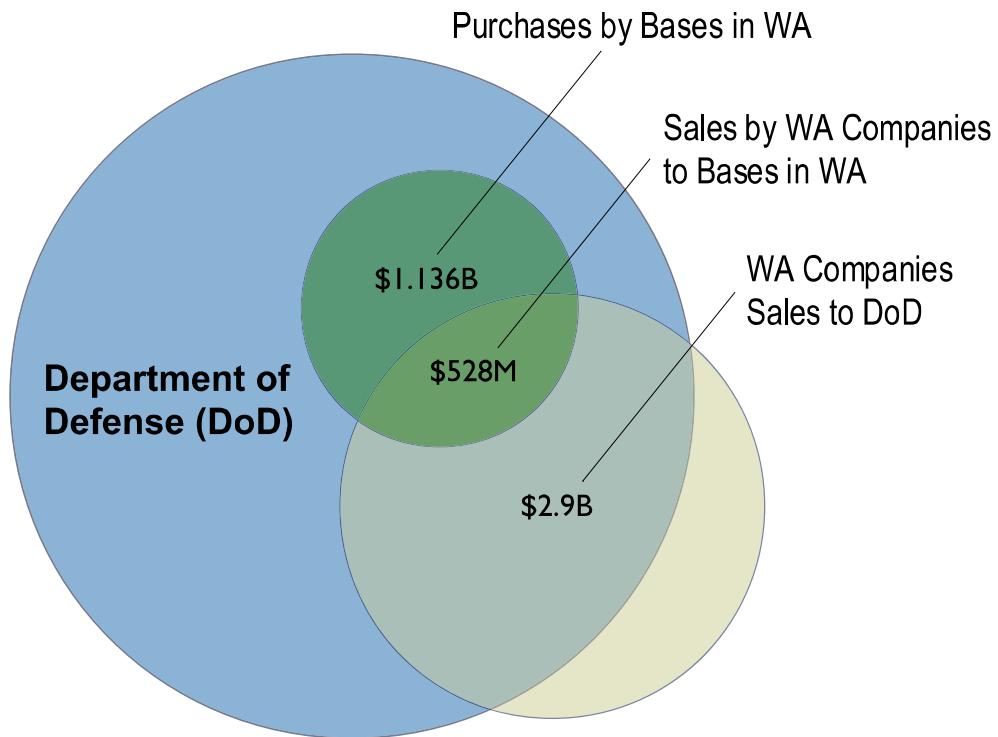 Purchases by Bases in WA
Sales by WA Companies
to Bases in WA
WA Companies
Sales to DoD
$1.136B
$528M
Department of
Defense (DoD)
$2.9B